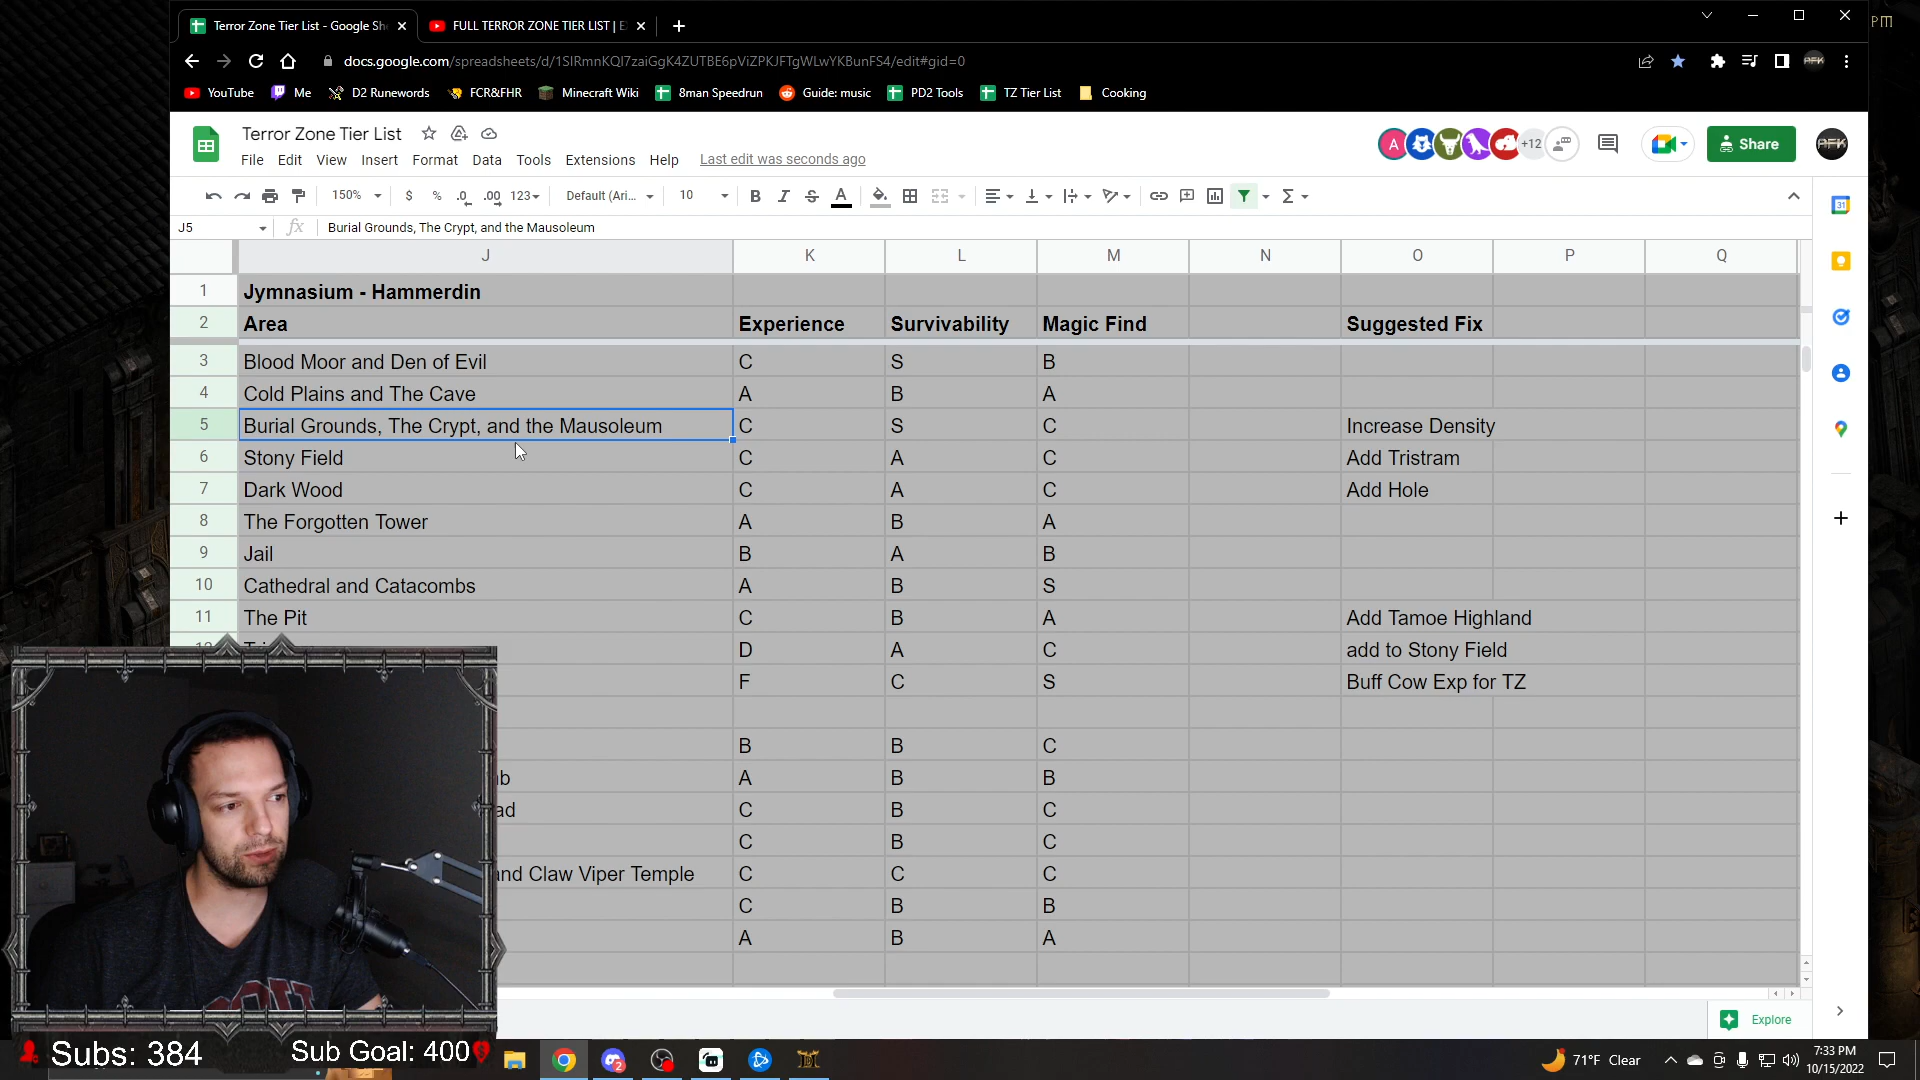 PM
Terror Zone Tier List - Google She
FULL TERROR ZONE TIER LIST | E
docs.google.com/spreadsheets/d/1SlRmnKQl7zaiGgK4ZUTBE6pViZPKJFTgWLwYKBunFS4/edit#gid=0
YouTube Me D2 Runewords FCR&FHR Minecraft Wiki 8man Speedrun Guide: music PD2 Tools TZ Tier List Cooking
Terror Zone Tier List
A +12 Share AFK
File Edit View Insert Format Data Tools Extensions Help Last edit was seconds ago
150% $ % .0 .00 123 Default (Ari... 10 B I S A
J5 fx Burial Grounds, The Crypt, and the Mausoleum
J K L M N O P Q
1 Jymnasium - Hammerdin
2 Area Experience Survivability Magic Find Suggested Fix
3 Blood Moor and Den of Evil C S B
4 Cold Plains and The Cave A B A
5 Burial Grounds, The Crypt, and the Mausoleum C S C Increase Density
6 Stony Field C A C Add Tristram
7 Dark Wood C A C Add Hole
8 The Forgotten Tower A B A
9 Jail B A B
10 Cathedral and Catacombs A B S
11 The Pit C B A Add Tamoe Highland
D A C add to Stony Field
F C S Buff Cow Exp for TZ
B B C
b A B B
ad C B C
C B C
and Claw Viper Temple C C C
C B B
A B A
Explore
Subs: 384 Sub Goal: 400
2
71°F Clear
7:33 PM
10/15/2022